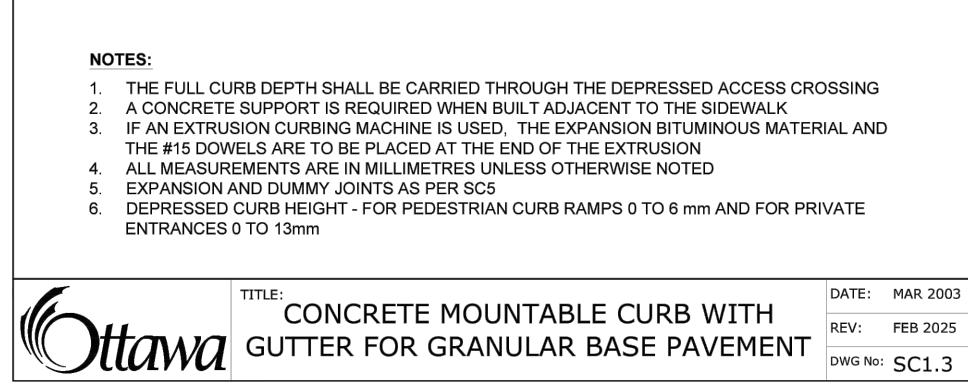 NOTES:
1. THE FULL CURB DEPTH SHALL BE CARRIED THROUGH THE DEPRESSED ACCESS CROSSING
2. A CONCRETE SUPPORT IS REQUIRED WHEN BUILT ADJACENT TO THE SIDEWALK
3. IF AN EXTRUSION CURBING MACHINE IS USED, THE EXPANSION BITUMINOUS MATERIAL AND
THE #15 DOWELS ARE TO BE PLACED AT THE END OF THE EXTRUSION
4. ALL MEASUREMENTS ARE IN MILLIMETRES UNLESS OTHERWISE NOTED
5. EXPANSION AND DUMMY JOINTS AS PER SC5
6. DEPRESSED CURB HEIGHT - FOR PEDESTRIAN CURB RAMPS 0 TO 6 mm AND FOR PRIVATE
ENTRANCES 0 TO 13mm
Ottawa
TITLE:
CONCRETE MOUNTABLE CURB WITH
GUTTER FOR GRANULAR BASE PAVEMENT
DATE: MAR 2003
REV: FEB 2025
DWG No: SC1.3